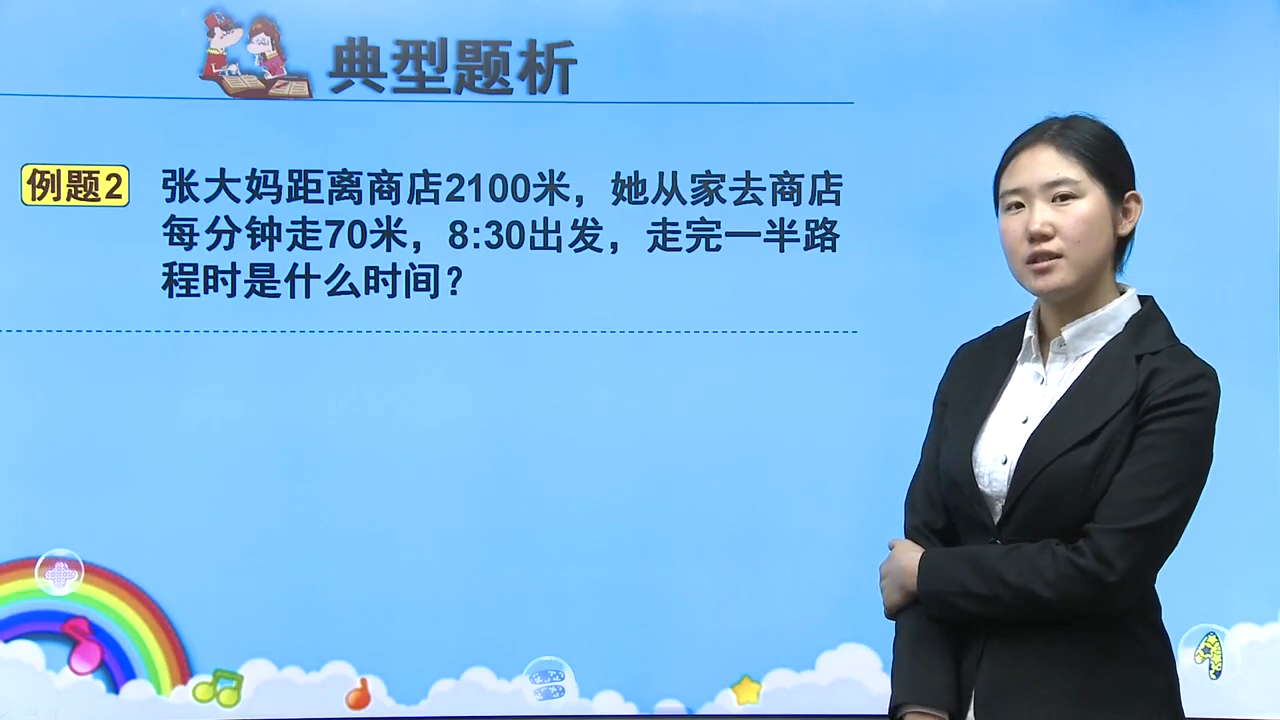 典型题析
例题2
张大妈距离商店2100米，她从家去商店
每分钟走70米，8:30出发，走完一半路
程时是什么时间？